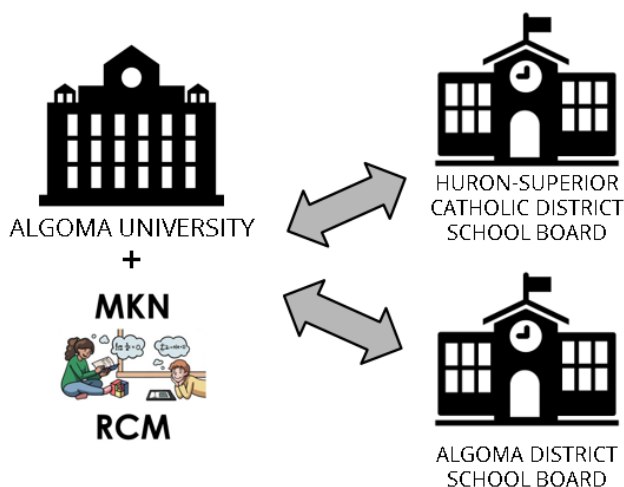 ALGOMA UNIVERSITY
+
MKN
RCM
HURON-SUPERIOR
CATHOLIC DISTRICT
SCHOOL BOARD
ALGOMA DISTRICT
SCHOOL BOARD